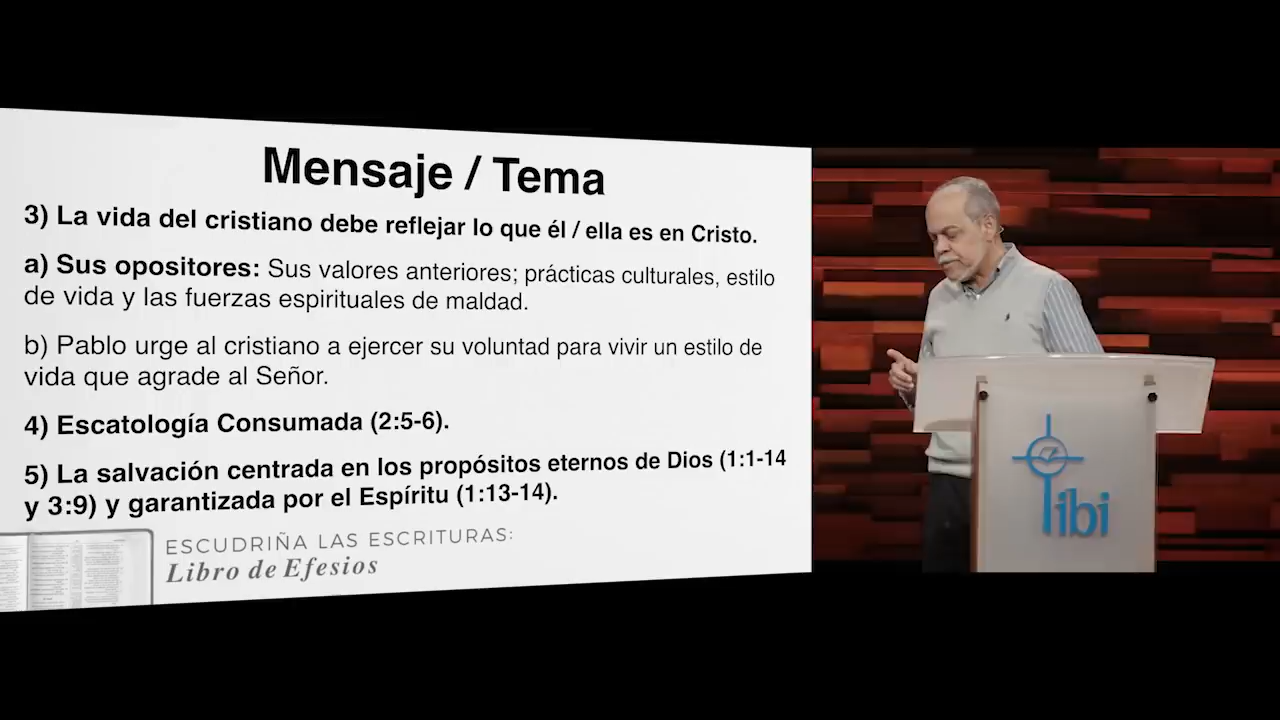 Mensaje / Tema
3) La vida del cristiano debe reflejar lo que él / ella es en Cristo.
a) Sus opositores: Sus valores anteriores; prácticas culturales, estilo
de vida y las fuerzas espirituales de maldad.
b) Pablo urge al cristiano a ejercer su voluntad para vivir un estilo de
vida que agrade al Señor.
4) Escatología Consumada (2:5-6).
5) La salvación centrada en los propósitos eternos de Dios (1:1-14
y 3:9) y garantizada por el Espíritu (1:13-14).
ESCUDRIÑA LAS ESCRITURAS:
Libro de Efesios
ibi